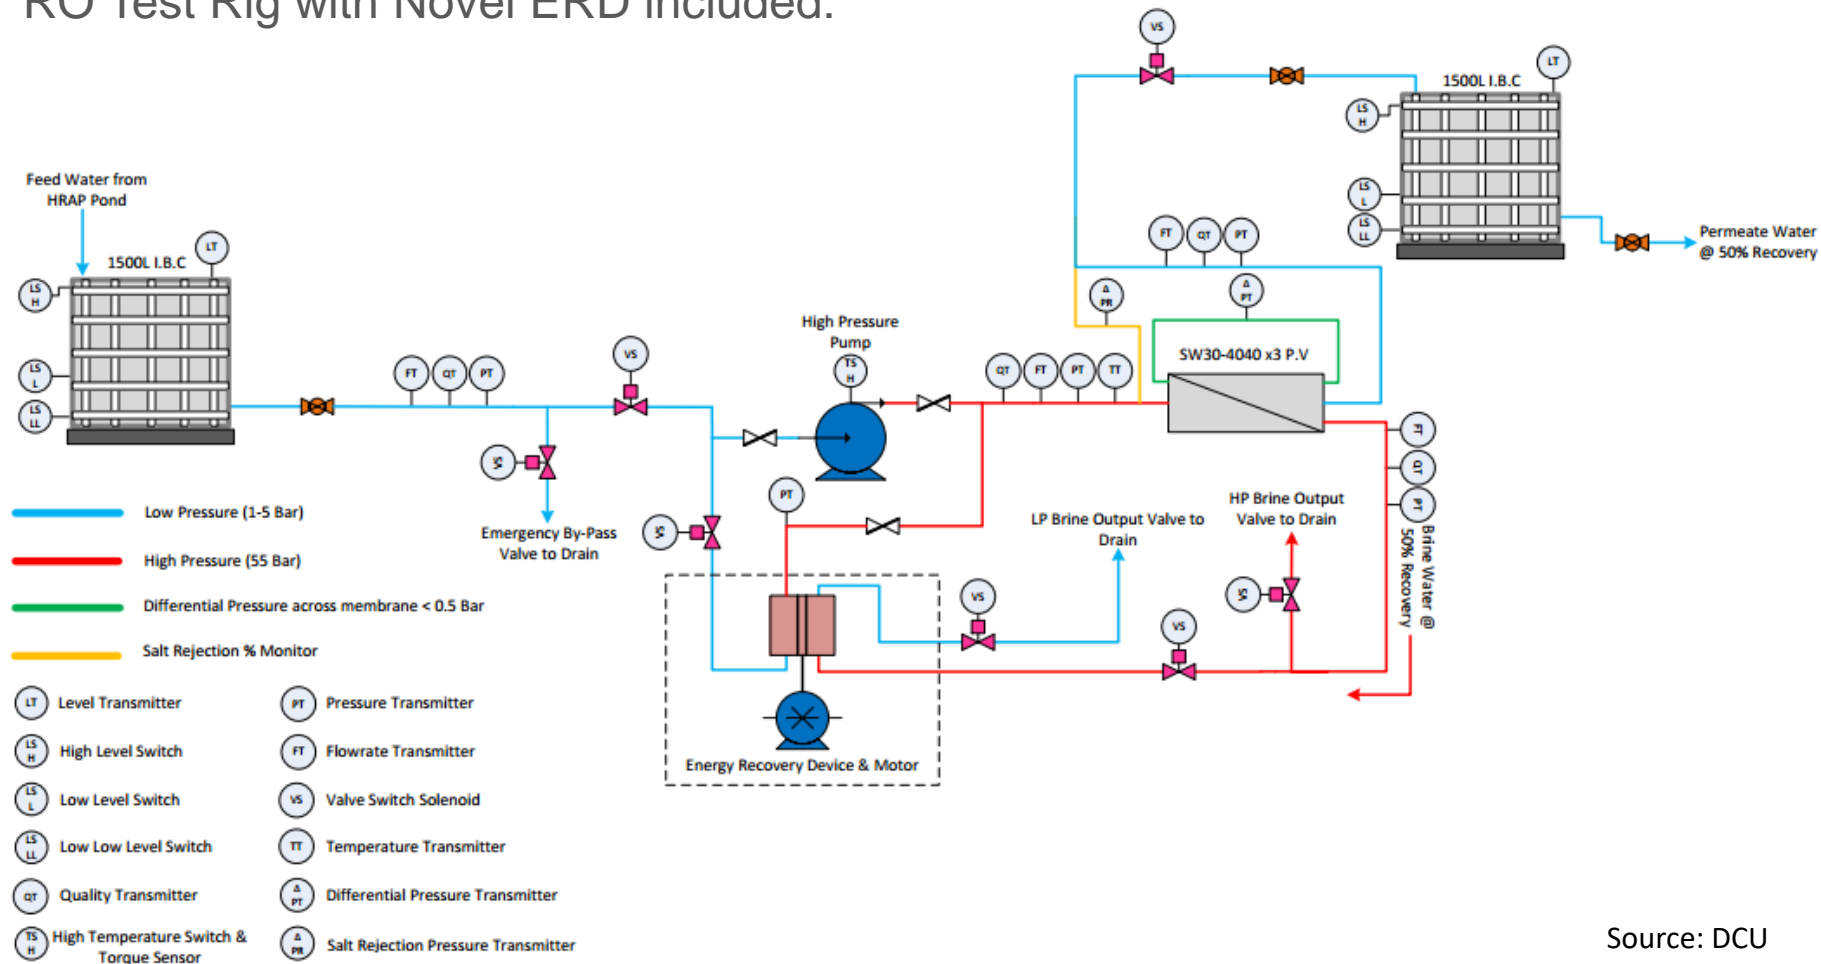 RO Test Rig with Novel ERD included.
VS
LT
1500L I.B.C
LS
H
LS
L
LS
LL
Permeate Water
@ 50% Recovery
Feed Water from
HRAP Pond
LT
1500L I.B.C
LS
H
LS
L
LS
LL
FT
QT
PT
VS
VS
Emergency By-Pass
Valve to Drain
High Pressure
Pump
TS
H
QT
FT
PT
TT
Δ
PR
FT
QT
PT
Δ
PT
SW30-4040 x3 P.V
FT
QT
PT
Brine Water @
50% Recovery
VS
PT
LP Brine Output Valve to
Drain
HP Brine Output
Valve to Drain
VS
VS
VS
Energy Recovery Device & Motor
Low Pressure (1-5 Bar)
High Pressure (55 Bar)
Differential Pressure across membrane < 0.5 Bar
Salt Rejection % Monitor
LT
Level Transmitter
PT
Pressure Transmitter
LS
H
High Level Switch
FT
Flowrate Transmitter
LS
L
Low Level Switch
VS
Valve Switch Solenoid
LS
LL
Low Low Level Switch
TT
Temperature Transmitter
QT
Quality Transmitter
Δ
PT
Differential Pressure Transmitter
TS
H
High Temperature Switch &
Torque Sensor
Δ
PR
Salt Rejection Pressure Transmitter
Source: DCU